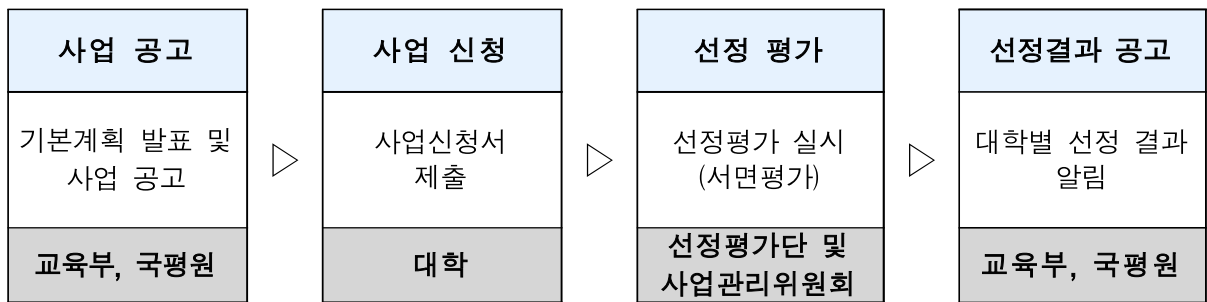 사업 공고
기본계획 발표 및
사업 공고
교육부, 국평원
▷
사업 신청
사업신청서
제출
대학
▷
선정 평가
선정평가 실시
(서면평가)
선정평가단 및
사업관리위원회
▷
선정결과 공고
대학별 선정 결과
알림
교육부, 국평원